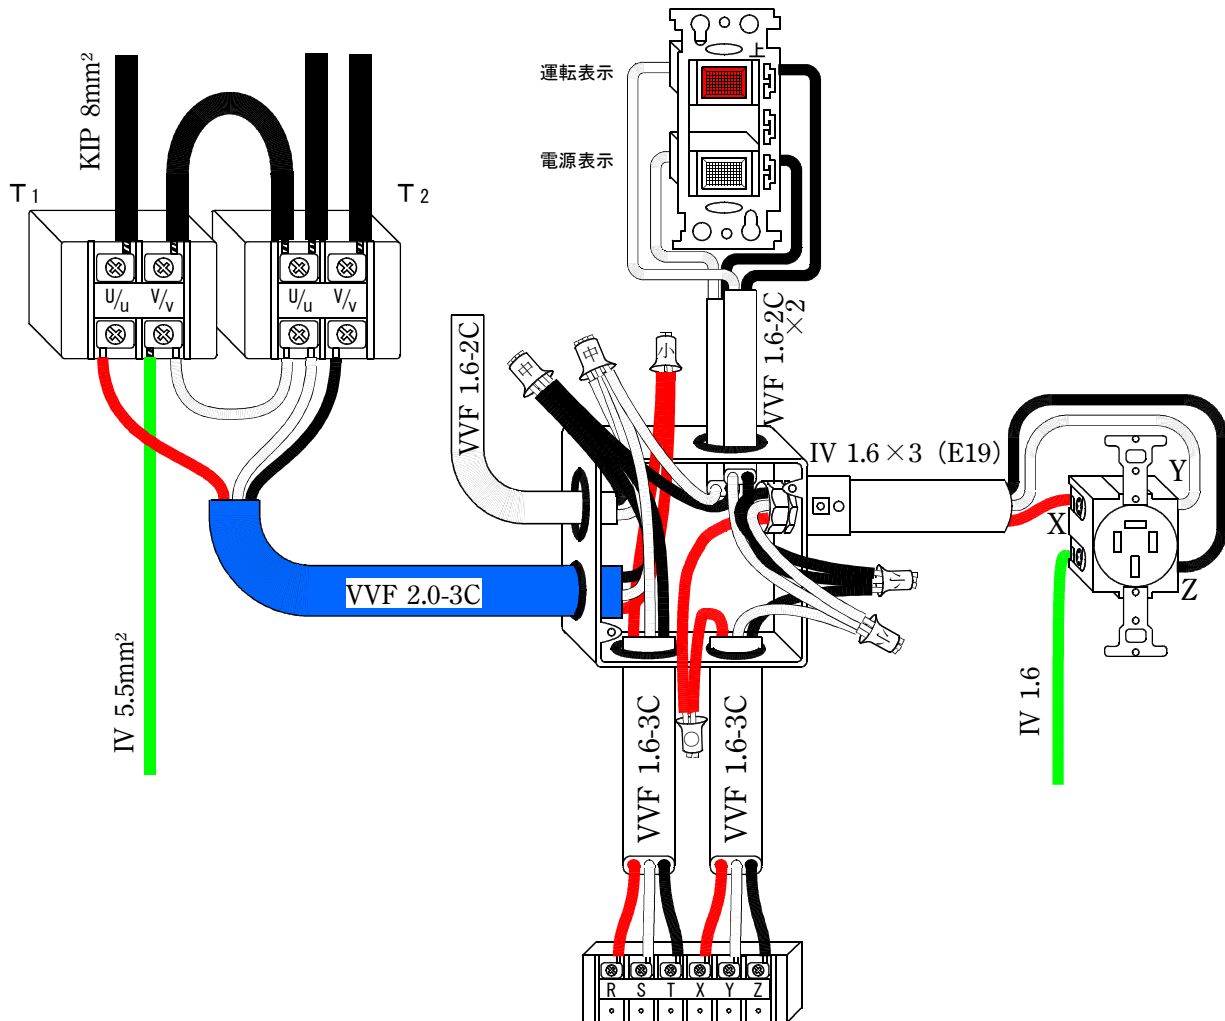 上
運転表示
電源表示
KIP 8mm²
T1
T2
U/u V/v
U/u V/v
VVF 1.6-2C
×2
VVF 1.6-2C
中
中
小
IV 1.6×3 (E19)
Y
X
Z
VVF 2.0-3C
小
小
IV 5.5mm²
IV 1.6
○
VVF 1.6-3C
VVF 1.6-3C
R S T X Y Z